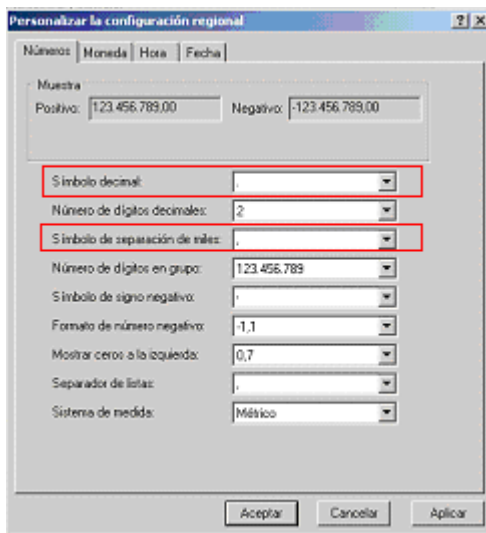 Personalizar la configuración regional
Números Moneda Hora Fecha
Muestra
Positivo: 123.456.789,00 Negativo: -123.456.789,00
Símbolo decimal:
Número de dígitos decimales: 2
Símbolo de separación de miles:
Número de dígitos en grupo: 123.456.789
Símbolo de signo negativo: -
Formato de número negativo: -1,1
Mostrar ceros a la izquierda: 0,7
Separador de listas:
Sistema de medida: Métrico
Aceptar Cancelar Aplicar